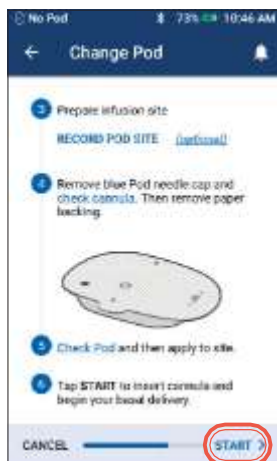 No Pod 73% 10:46 AM
Change Pod
3 Prepare infusion site
RECORD POD SITE (optional)
4 Remove blue Pod needle cap and
check cannula. Then remove paper
backing.
5 Check Pod and then apply to site.
6 Tap START to insert cannula and
begin your basal delivery.
CANCEL START